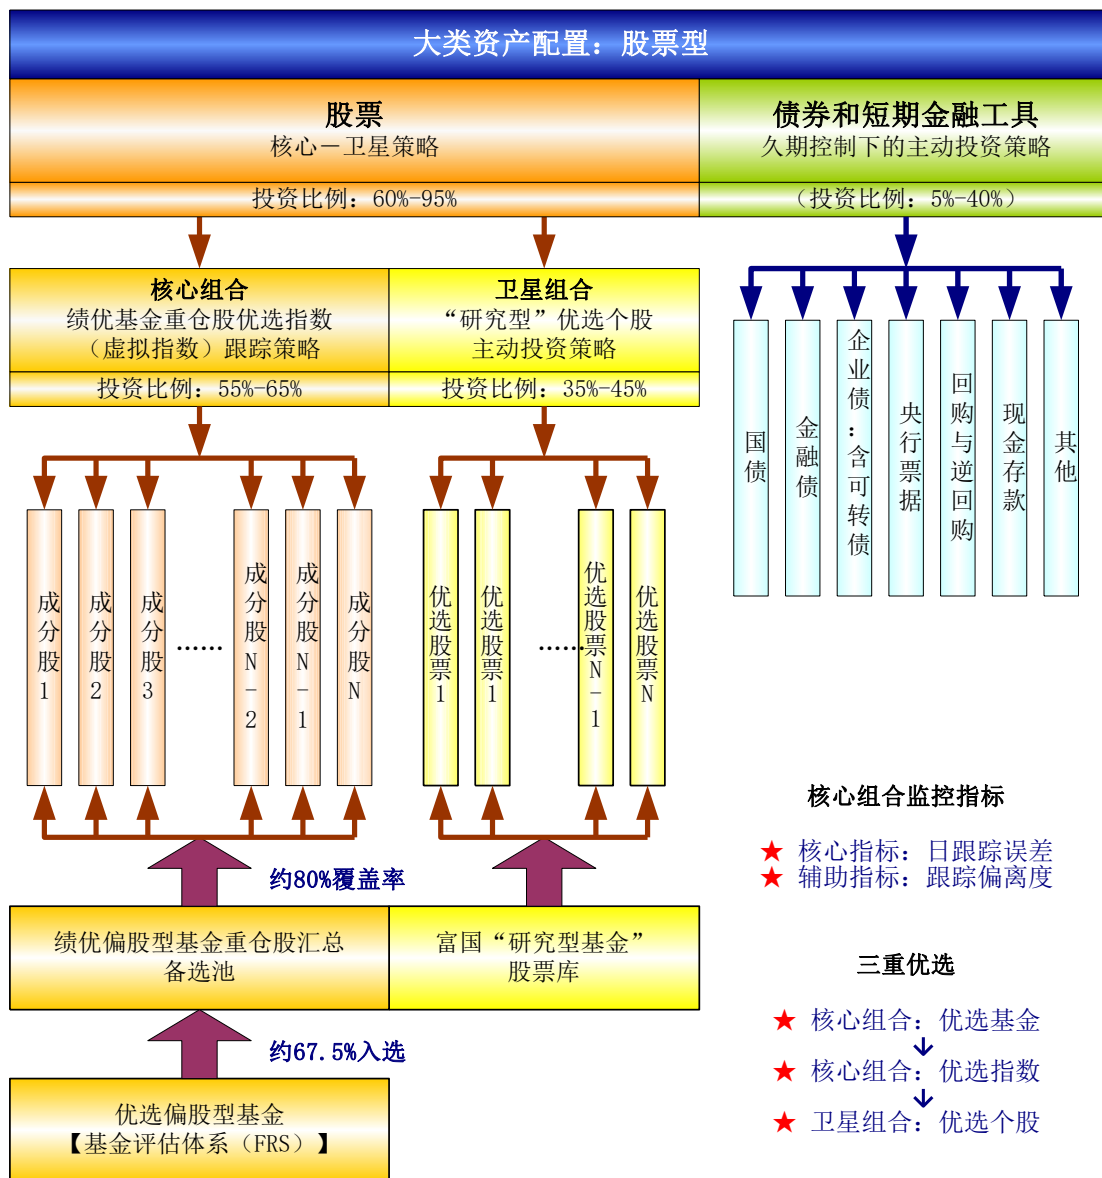 大类资产配置：股票型
股票
核心－卫星策略
投资比例：60%-95%
债券和短期金融工具
久期控制下的主动投资策略
（投资比例：5%-40%）
核心组合
绩优基金重仓股优选指数
（虚拟指数）跟踪策略
投资比例：55%-65%
卫星组合
“研究型”优选个股
主动投资策略
投资比例：35%-45%
国债
金融债
企业债：含可转债
央行票据
回购与逆回购
现金存款
其他
成分股1
成分股2
成分股3
……
成分股N-2
成分股N-1
成分股N
优选股票1
优选股票1
……
优选股票N-1
优选股票N
约80%覆盖率
绩优偏股型基金重仓股汇总
备选池
富国“研究型基金”
股票库
约67.5%入选
优选偏股型基金
【基金评估体系（FRS）】
核心组合监控指标
★ 核心指标：日跟踪误差
★ 辅助指标：跟踪偏离度
三重优选
★ 核心组合：优选基金
★ 核心组合：优选指数
★ 卫星组合：优选个股